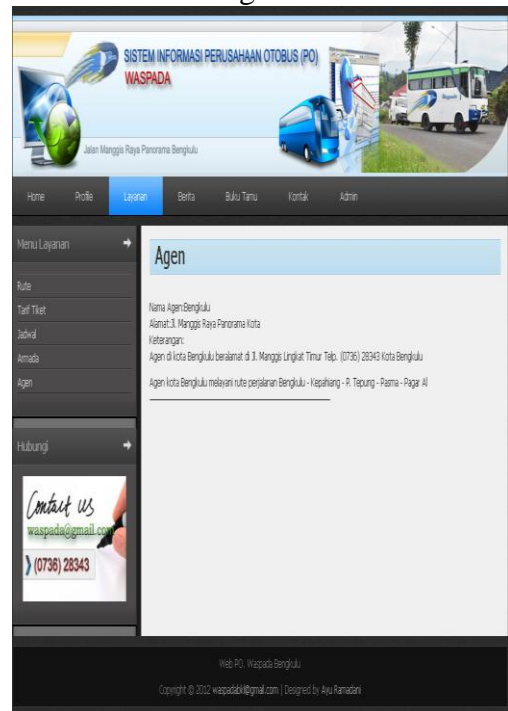 SISTEM INFORMASI PERUSAHAAN OTOBUS (PO)
WASPADA
Jalan Manggis Raya Panorama Bengkulu
Home Profile Layanan Berita Buku Tamu Kontak Admin
Menu Layanan
Rute
Tarif Tiket
Jadwal
Armada
Agen
Hubungi
Contact us
waspada@gmail.com
(0736) 28343
Agen
Nama Agen:Bengkulu
Alamat:Jl. Manggis Raya Panorama Kota
Keterangan:
Agen di kota Bengkulu beralamat di Jl. Manggis Lingkat Timur Telp. (0736) 28343 Kota Bengkulu
Agen kota Bengkulu melayani rute perjalanan Bengkulu - Kepahiang - P. Tepung - Pasma - Pagar Al
Web PO. Waspada Bengkulu
Copyright © 2012 waspadabkl@gmail.com | Designed by Ayu Ramadani